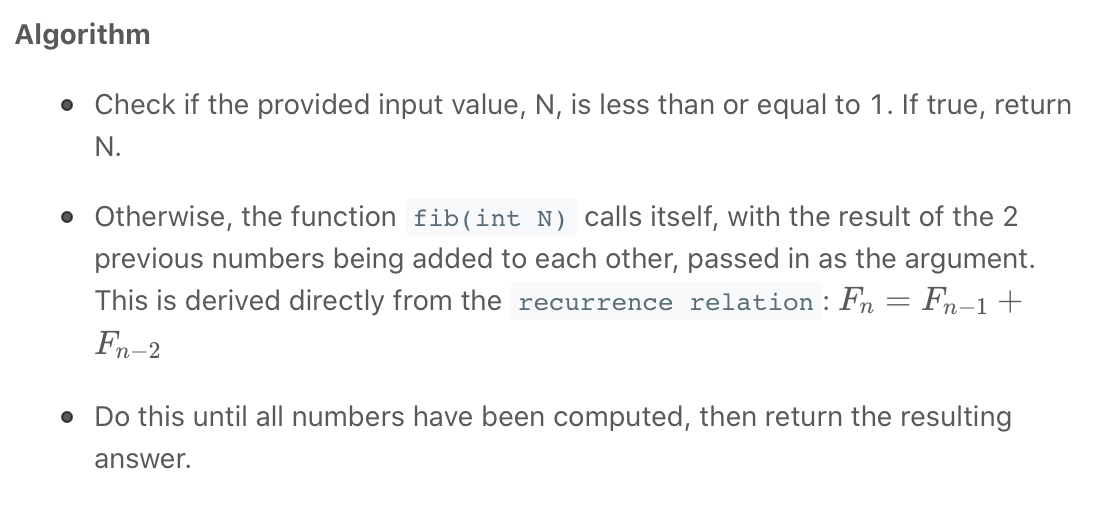 Algorithm
• Check if the provided input value, N, is less than or equal to 1. If true, return
N.
• Otherwise, the function fib(int N) calls itself, with the result of the 2
previous numbers being added to each other, passed in as the argument.
This is derived directly from the recurrence relation: Fₙ = Fₙ₋₁ +
Fₙ₋₂
• Do this until all numbers have been computed, then return the resulting
answer.